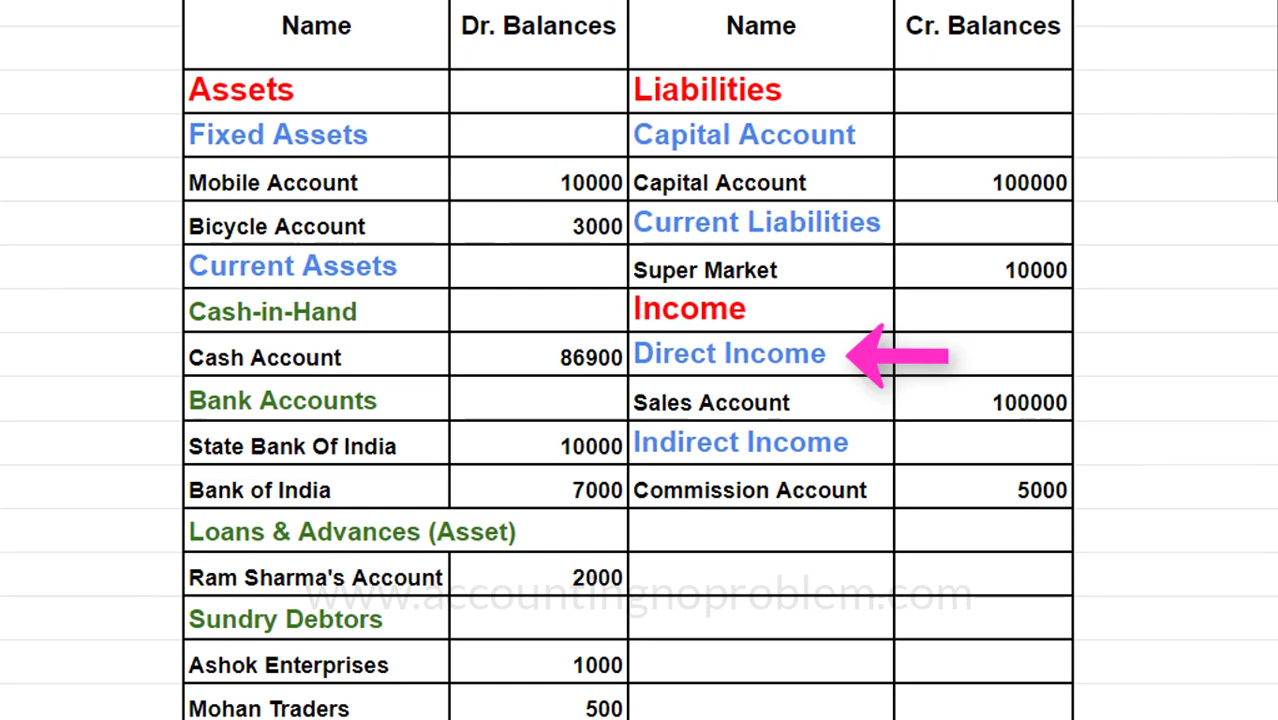 Name Dr. Balances Name Cr. Balances
Assets Liabilities
Fixed Assets Capital Account
Mobile Account 10000 Capital Account 100000
Bicycle Account 3000 Current Liabilities
Current Assets Super Market 10000
Cash-in-Hand Income
Cash Account 86900 Direct Income
Bank Accounts Sales Account 100000
State Bank Of India 10000 Indirect Income
Bank of India 7000 Commission Account 5000
Loans & Advances (Asset)
Ram Sharma's Account 2000
www.accountingnoproblem.com
Sundry Debtors
Ashok Enterprises 1000
Mohan Traders 500